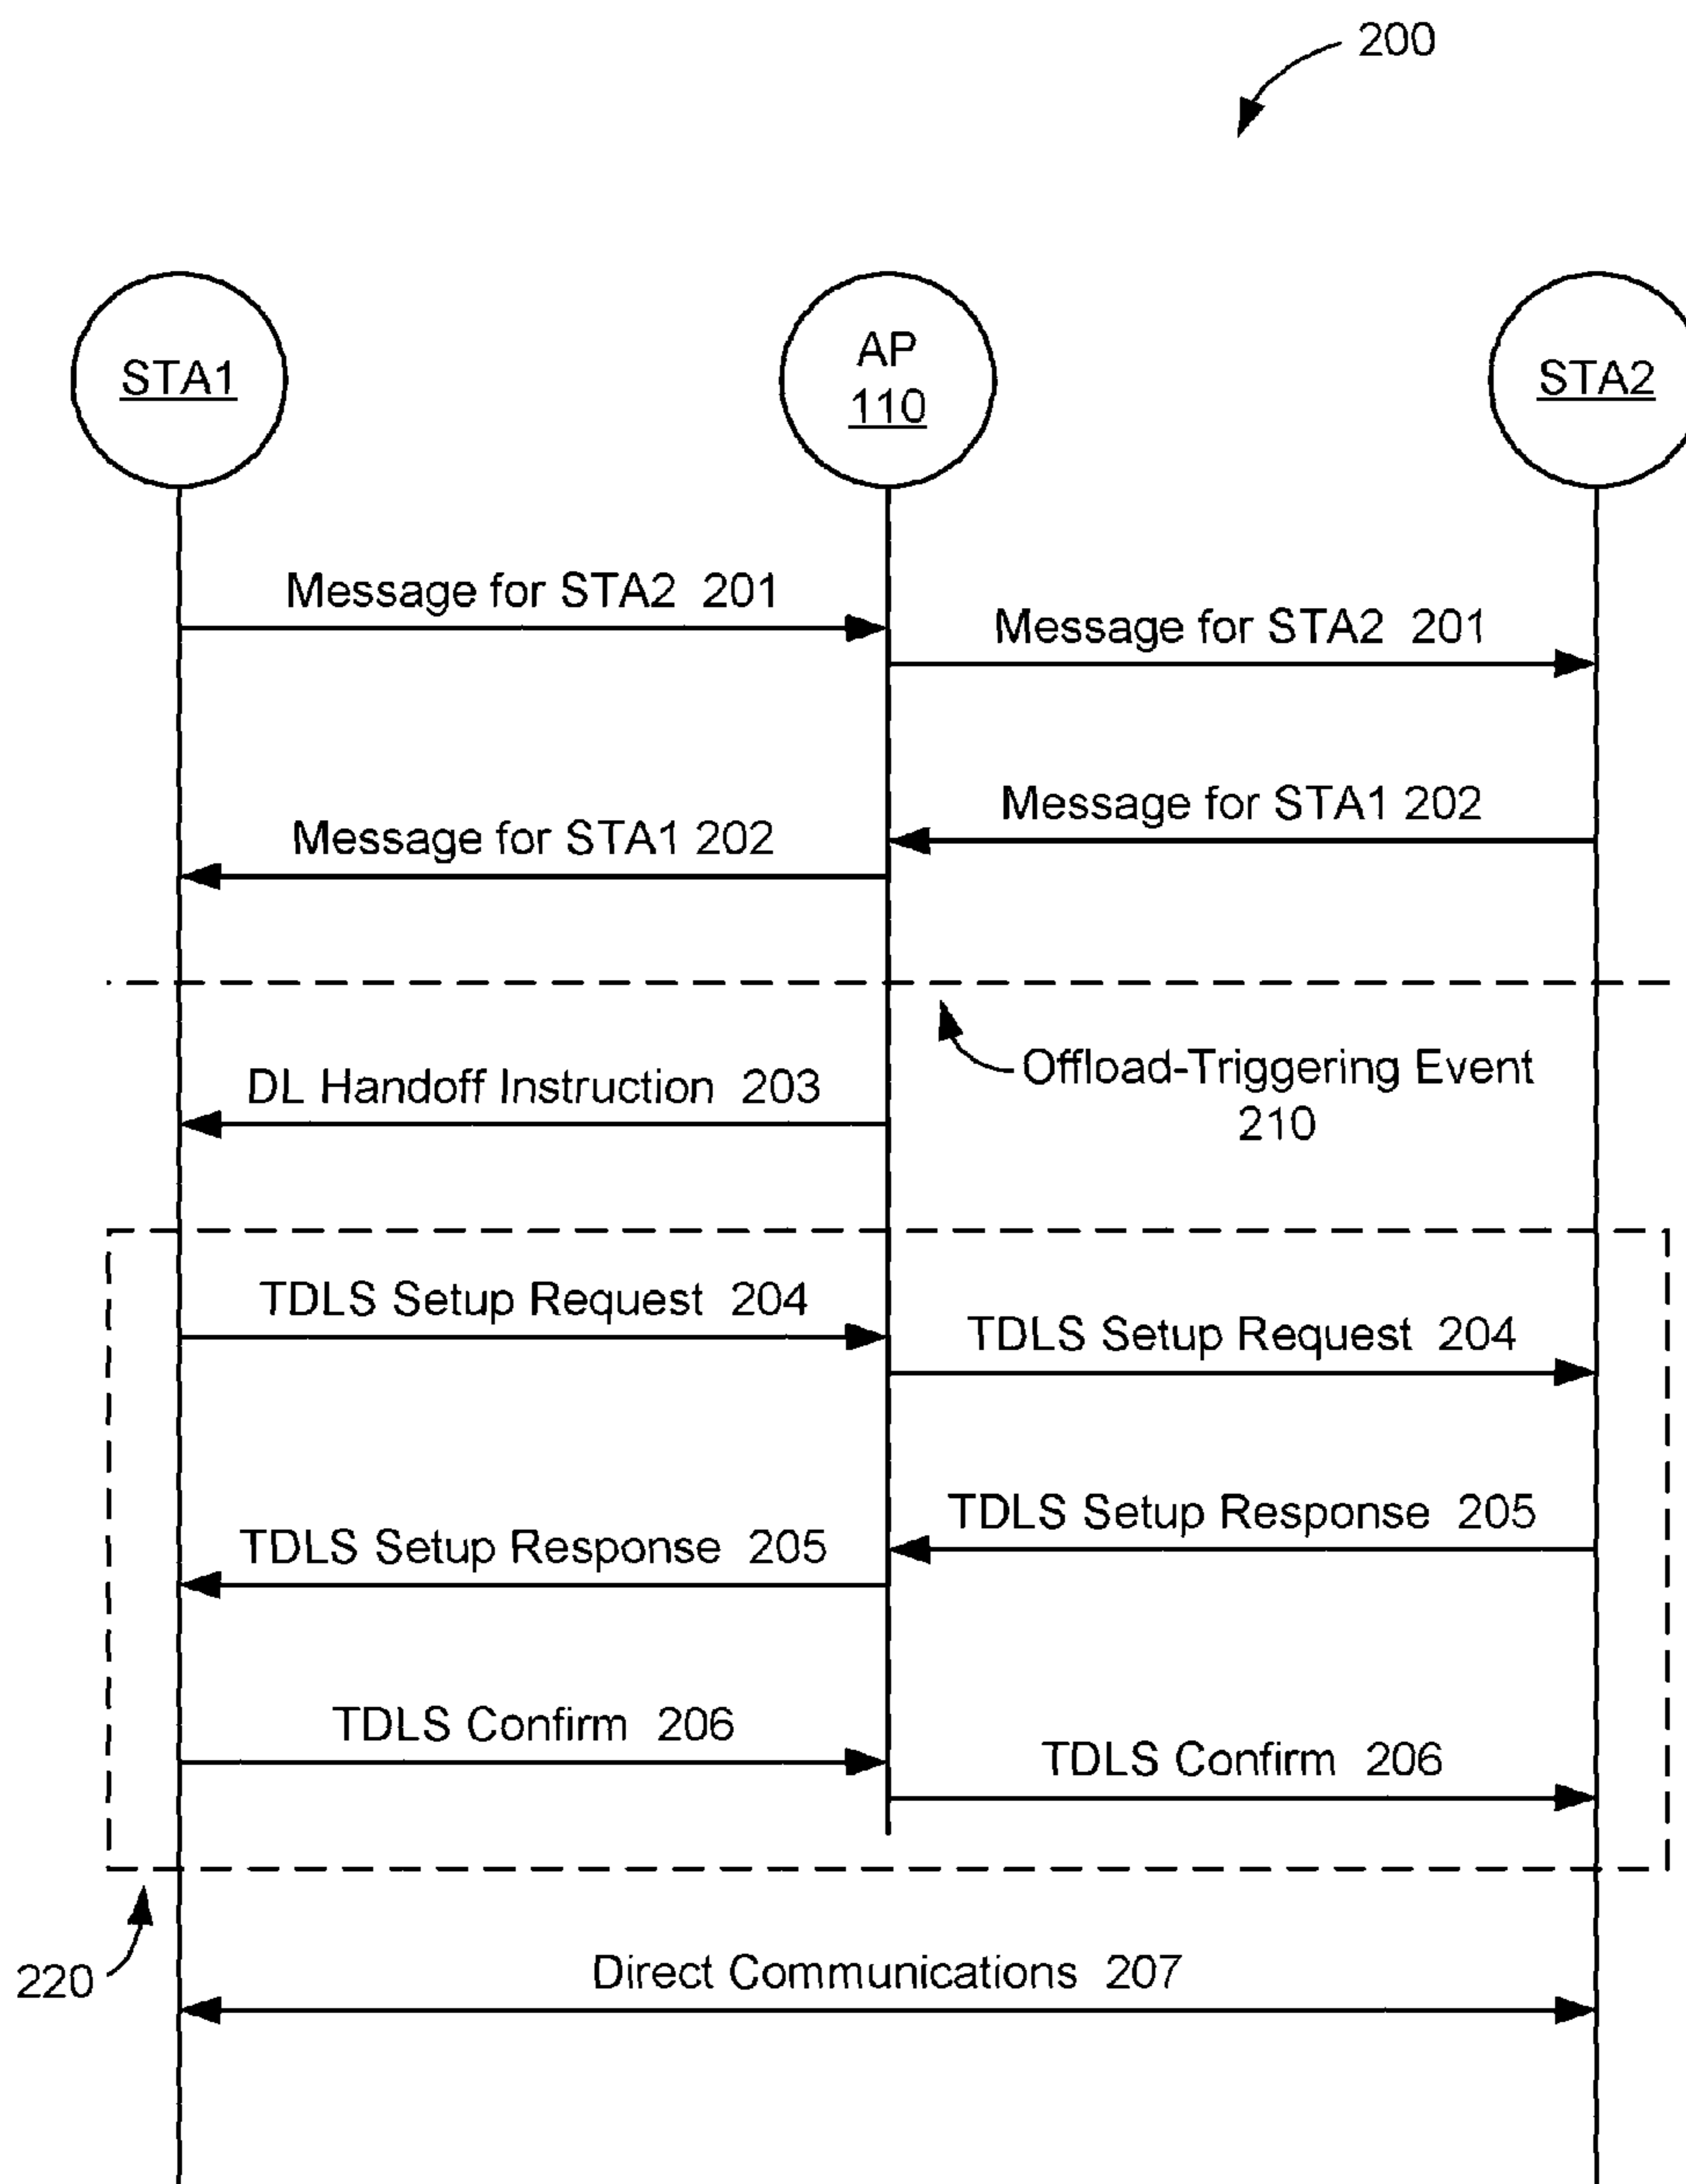 200
STA1
AP
110
STA2
Message for STA2 201
Message for STA2 201
Message for STA1 202
Message for STA1 202
Offload-Triggering Event
210
DL Handoff Instruction 203
TDLS Setup Request 204
TDLS Setup Request 204
TDLS Setup Response 205
TDLS Setup Response 205
TDLS Confirm 206
TDLS Confirm 206
220
Direct Communications 207